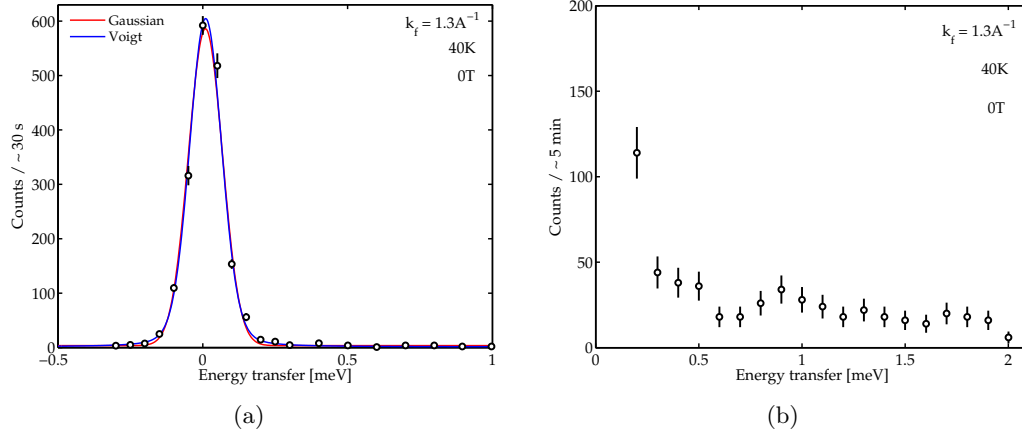 600
500
400
300
200
100
0
Counts / ~ 30 s
Gaussian
Voigt
k_f = 1.3A⁻¹
40K
0T
−0.5
0
0.5
1
Energy transfer [meV]
(a)
200
150
100
50
0
Counts / ~ 5 min
k_f = 1.3A⁻¹
40K
0T
0
0.5
1
1.5
2
Energy transfer [meV]
(b)